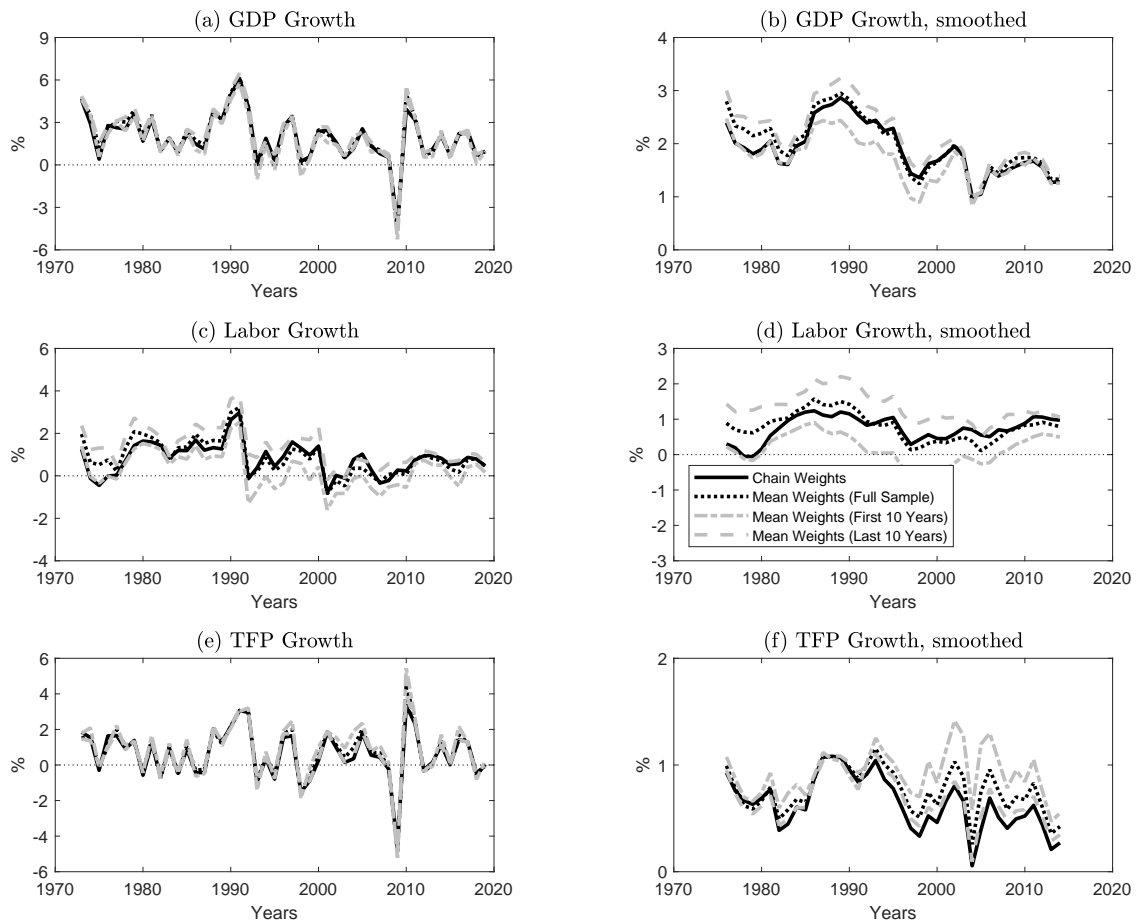 (a) GDP Growth
9
6
3
0
-3
-6
%
1970 1980 1990 2000 2010 2020
Years
(b) GDP Growth, smoothed
4
3
2
1
0
%
1970 1980 1990 2000 2010 2020
Years
(c) Labor Growth
6
4
2
0
-2
-4
%
1970 1980 1990 2000 2010 2020
Years
(d) Labor Growth, smoothed
3
2
1
0
-1
-2
-3
%
Chain Weights
Mean Weights (Full Sample)
Mean Weights (First 10 Years)
Mean Weights (Last 10 Years)
1970 1980 1990 2000 2010 2020
Years
(e) TFP Growth
6
4
2
0
-2
-4
-6
%
1970 1980 1990 2000 2010 2020
Years
(f) TFP Growth, smoothed
2
1
0
%
1970 1980 1990 2000 2010 2020
Years